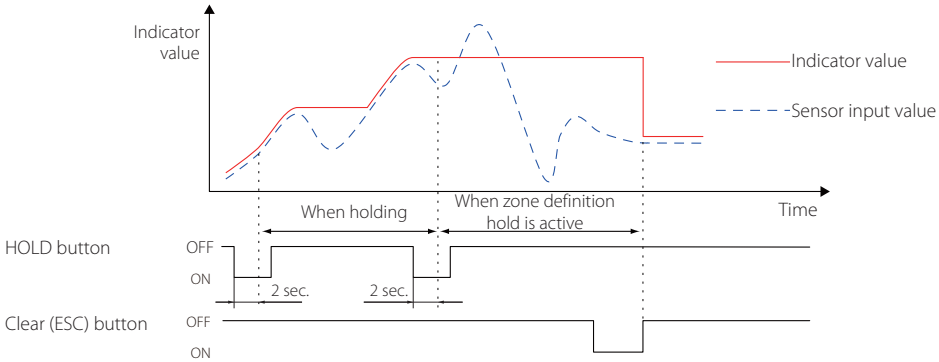 Indicator
value
Indicator value
Sensor input value
When holding
When zone definition
hold is active
Time
HOLD button
OFF
ON
2 sec.
2 sec.
Clear (ESC) button
OFF
ON